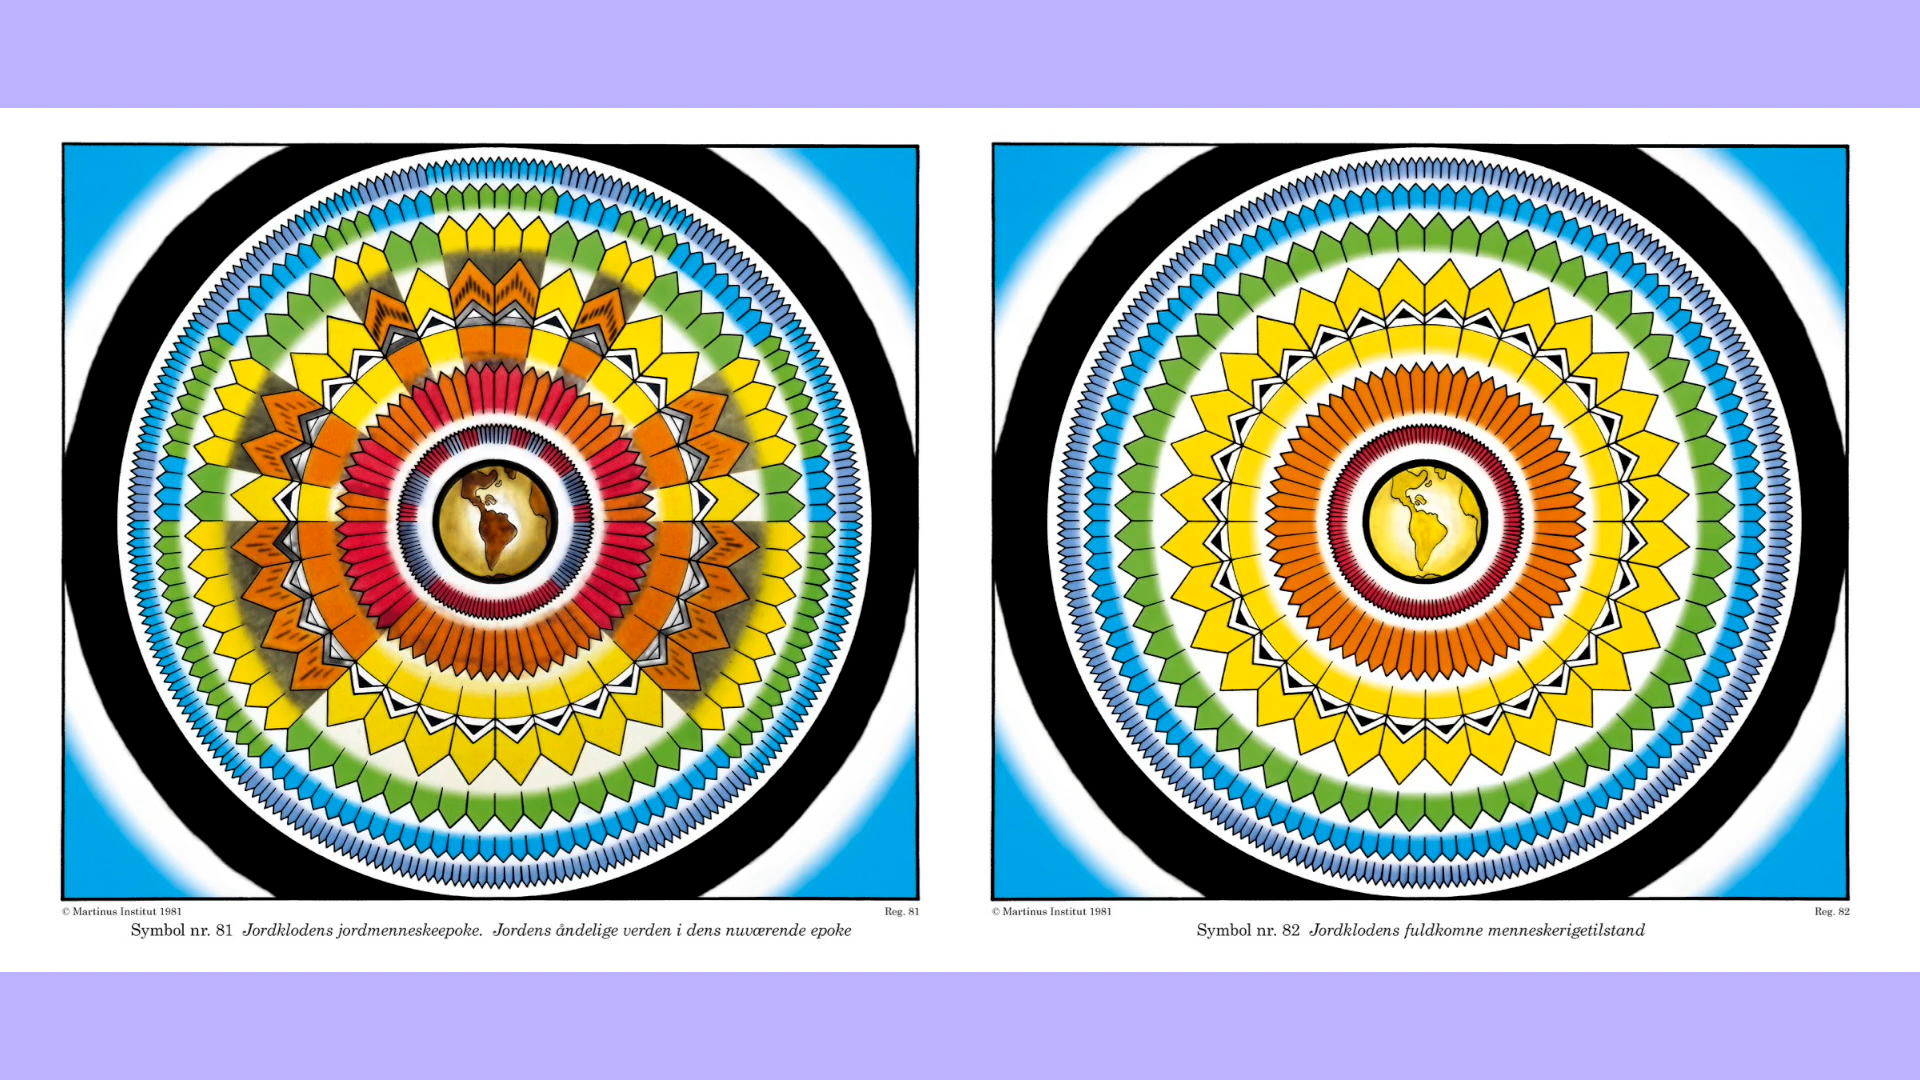 © Martinus Institut 1981
Reg. 81
Symbol nr. 81 Jordklodens jordmenneskeepoke. Jordens åndelige verden i dens nuværende epoke
© Martinus Institut 1981
Reg. 82
Symbol nr. 82 Jordklodens fuldkomne menneskerigetilstand